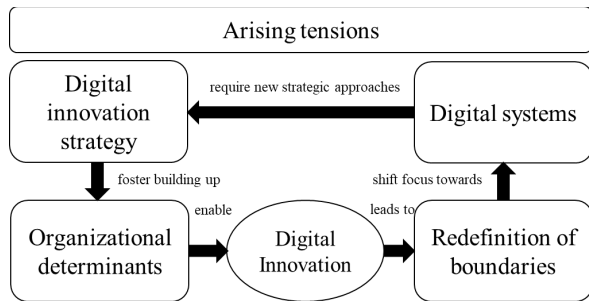 Arising tensions
Digital
innovation
strategy
require new strategic approaches
Digital systems
foster building up
shift focus towards
Organizational
determinants
enable
Digital
Innovation
leads to
Redefinition of
boundaries